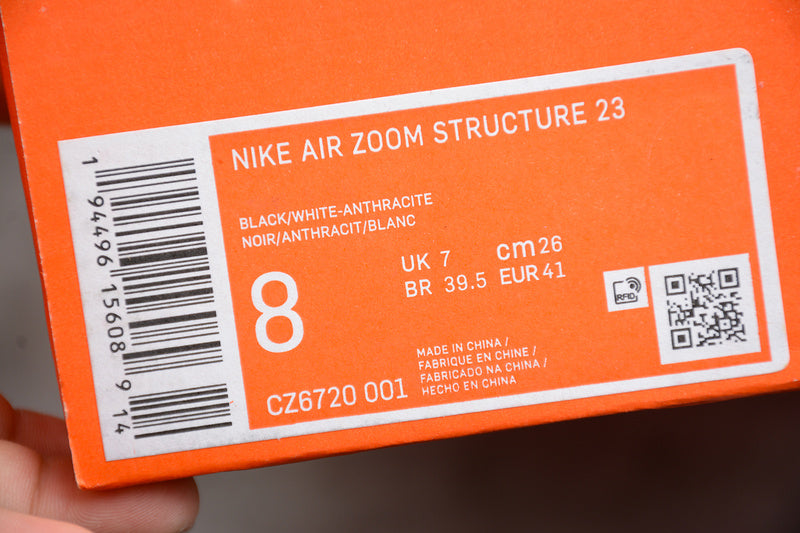 NIKE AIR ZOOM STRUCTURE 23
BLACK/WHITE-ANTHRACITE
NOIR/ANTHRACIT/BLANC
8
UK 7 cm 26
BR 39.5 EUR 41
CZ6720 001
MADE IN CHINA /
FABRIQUE EN CHINE /
FABRICADO NA CHINA /
HECHO EN CHINA
RFID
1 94496 15608 9 14